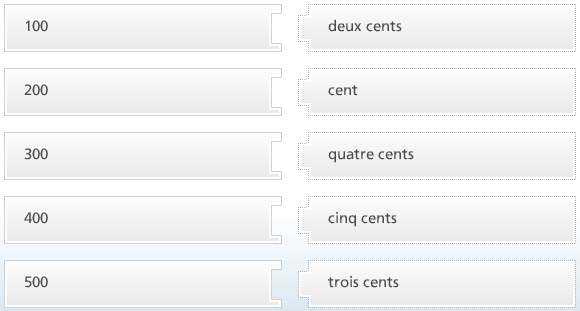 100 deux cents
200 cent
300 quatre cents
400 cinq cents
500 trois cents